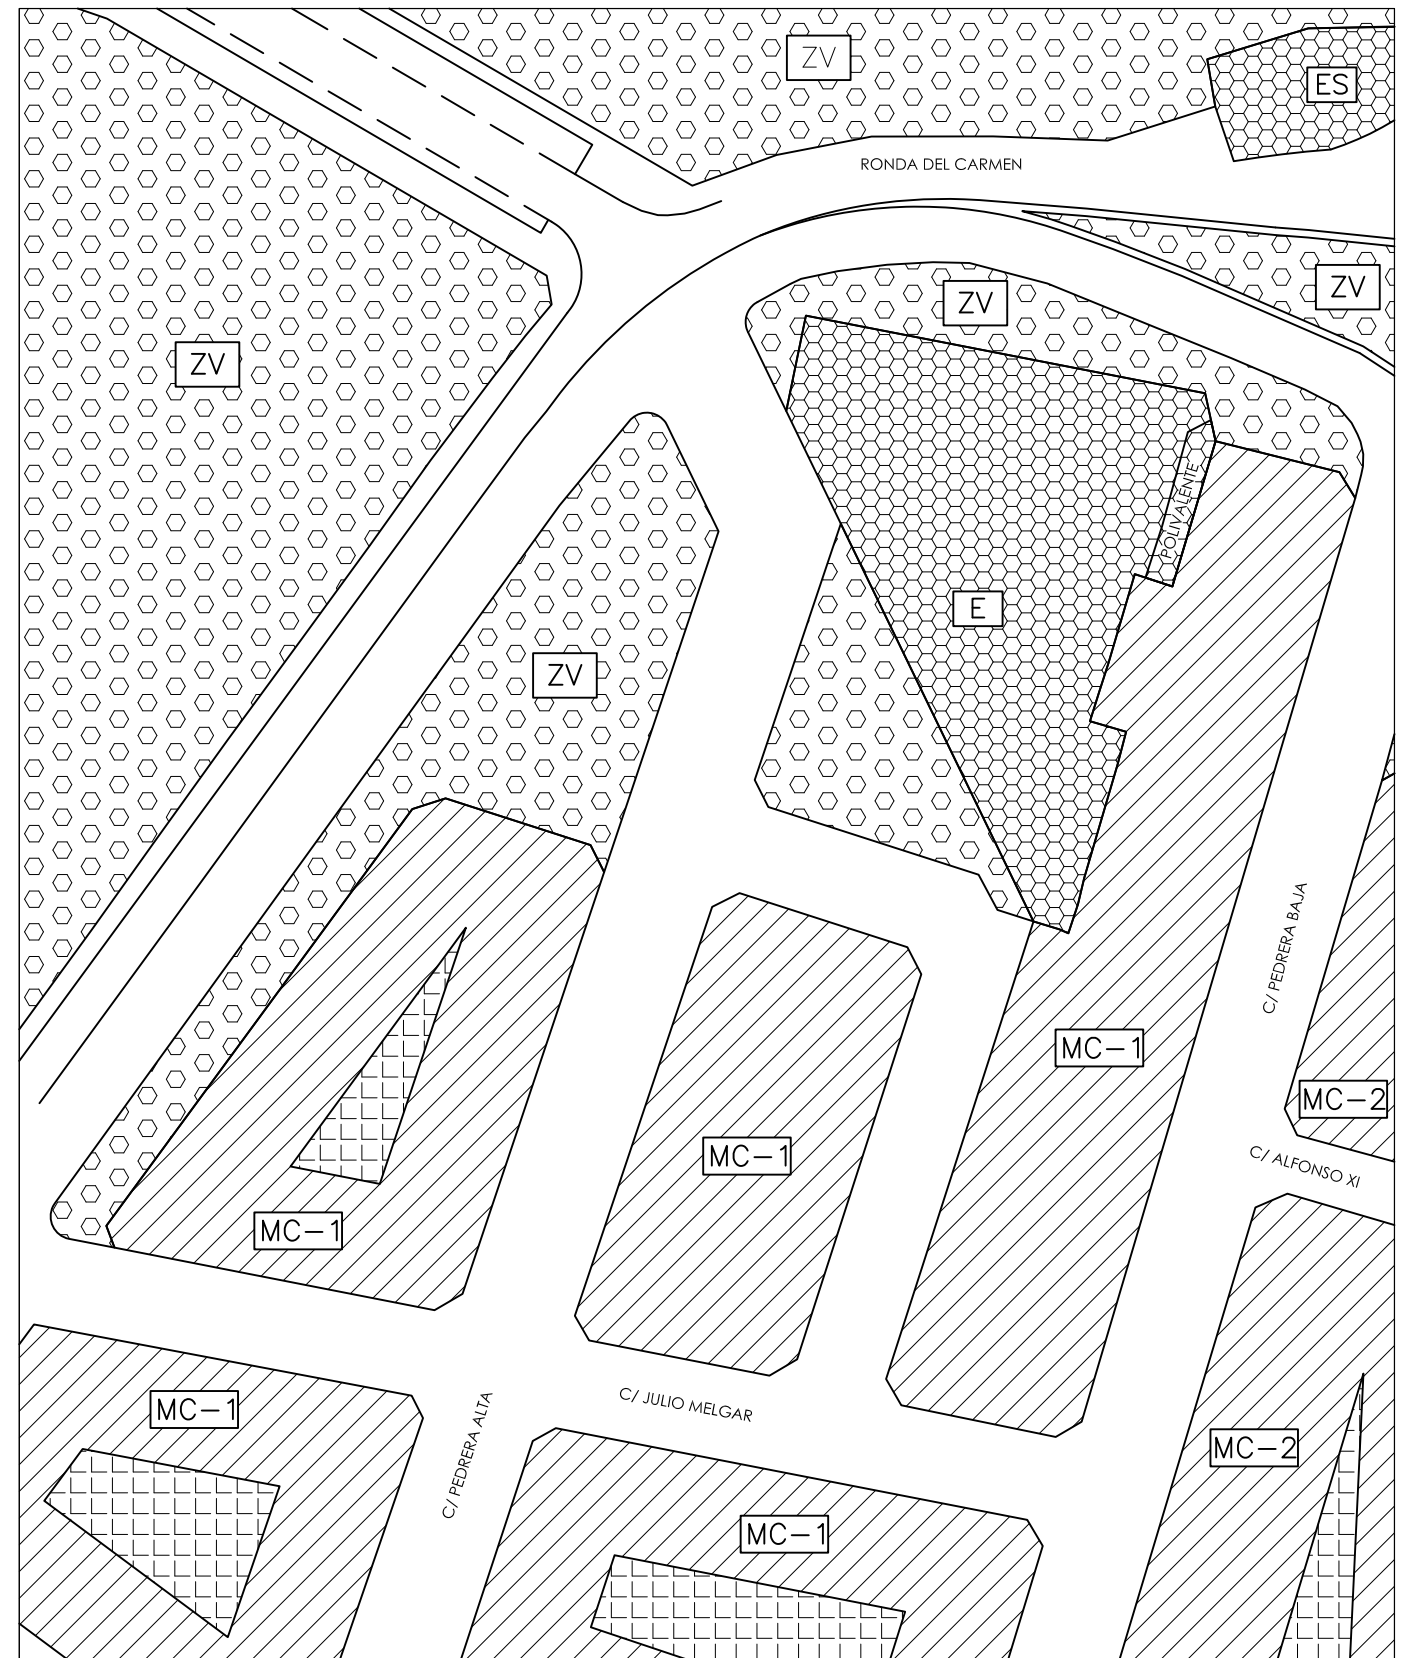 ZV
ES
RONDA DEL CARMEN
ZV
ZV
ZV
POLIVALENTE
E
ZV
C/ PEDRERA BAJA
MC-1
MC-2
MC-1
C/ ALFONSO XI
MC-1
C/ JULIO MELGAR
MC-1
C/ PEDRERA ALTA
MC-2
MC-1